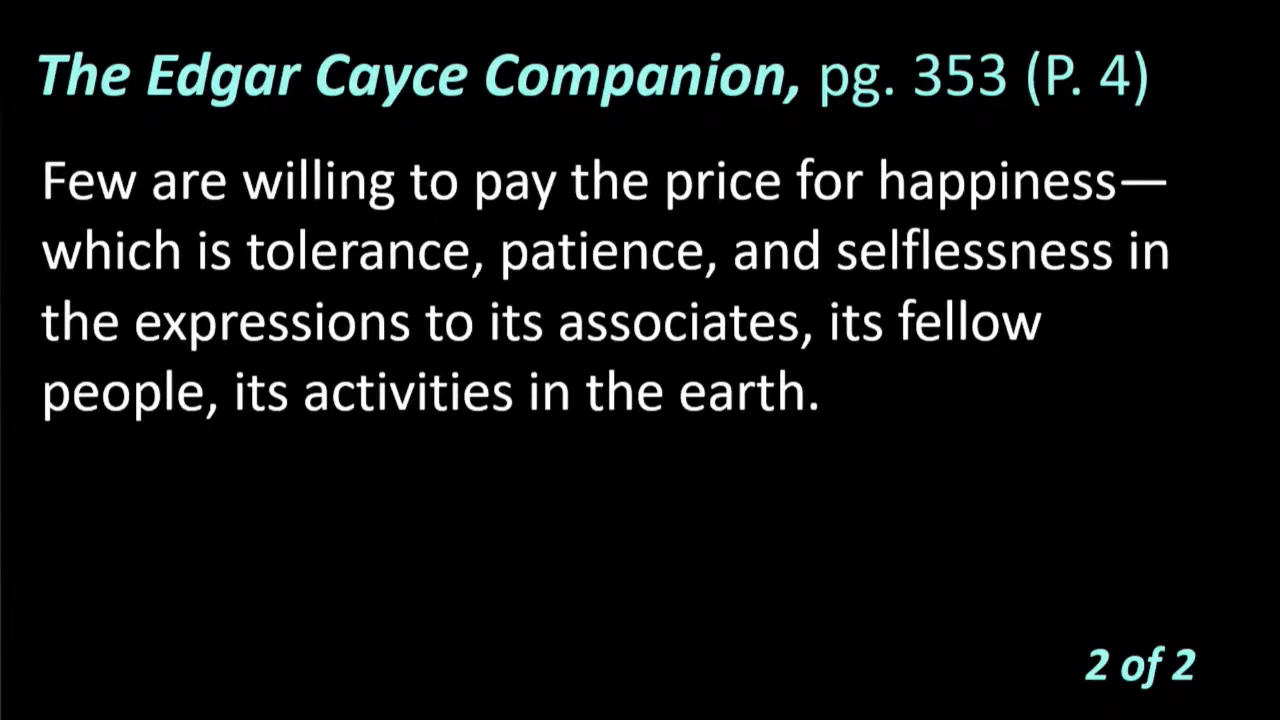 The Edgar Cayce Companion, pg. 353 (P. 4)
Few are willing to pay the price for happiness—
which is tolerance, patience, and selflessness in
the expressions to its associates, its fellow
people, its activities in the earth.
2 of 2